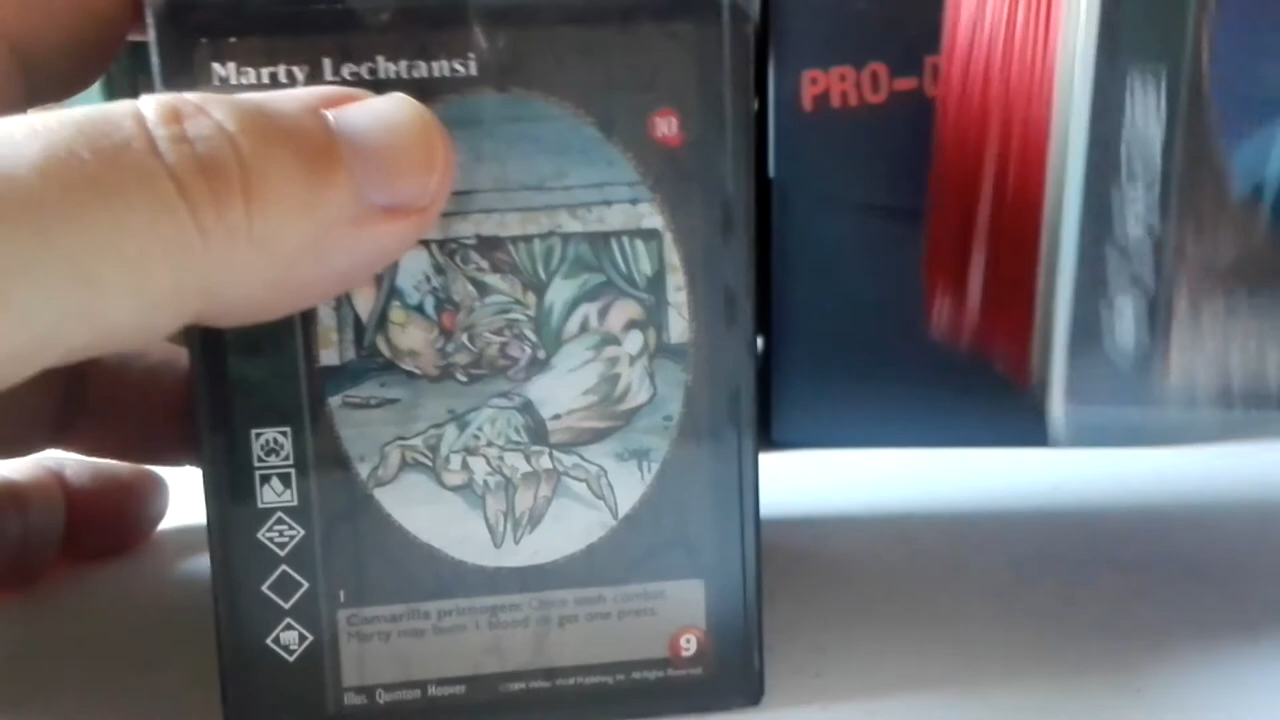 Marty Lechtansi
PRO-
10
1
Camarilla primogen: Once each combat
Marty may burn 1 blood to get one press.
9
Illus. Quinton Hoover
©2004 White Wolf Publishing, Inc. All Rights Reserved.